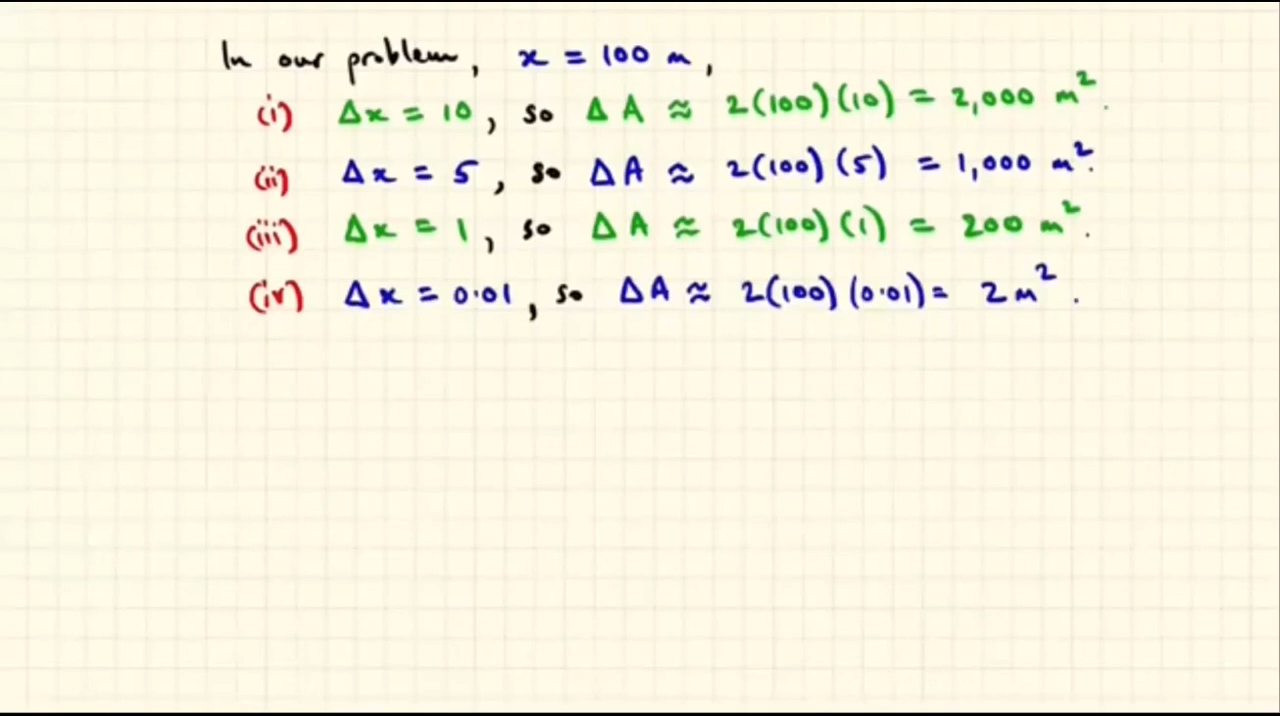 In our problem, x = 100 m,
(i) Δx = 10, so ΔA ≈ 2(100)(10) = 2,000 m².
(ii) Δx = 5, so ΔA ≈ 2(100)(5) = 1,000 m².
(iii) Δx = 1, so ΔA ≈ 2(100)(1) = 200 m².
(iv) Δx = 0·01, so ΔA ≈ 2(100)(0·01) = 2 m².